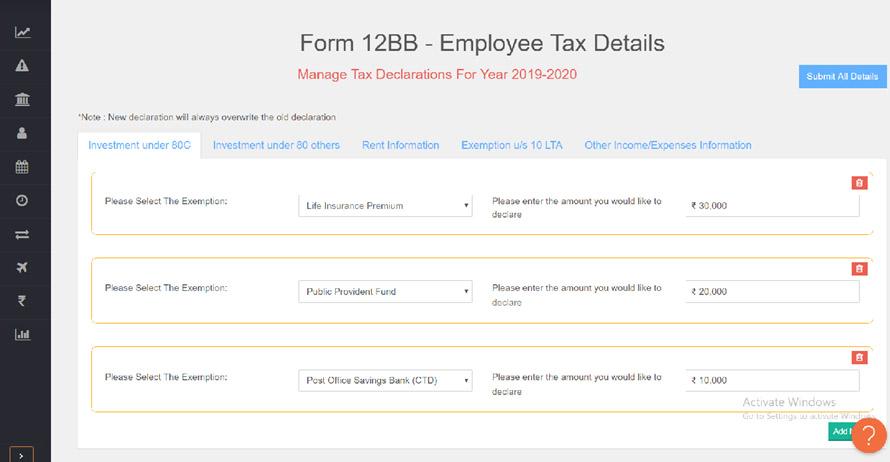 Form 12BB - Employee Tax Details
Manage Tax Declarations For Year 2019-2020
Submit All Details
*Note : New declaration will always overwrite the old declaration
Investment under 80C
Investment under 80 others
Rent Information
Exemption u/s 10 LTA
Other Income/Expenses Information
Please Select The Exemption:
Life Insurance Premium
Please enter the amount you would like to
declare
₹ 30,000
Please Select The Exemption:
Public Provident Fund
Please enter the amount you would like to
declare
₹ 20,000
Please Select The Exemption:
Post Office Savings Bank (CTD)
Please enter the amount you would like to
declare
₹ 10,000
Activate Windows
Go to Settings to activate Windows
Add
?